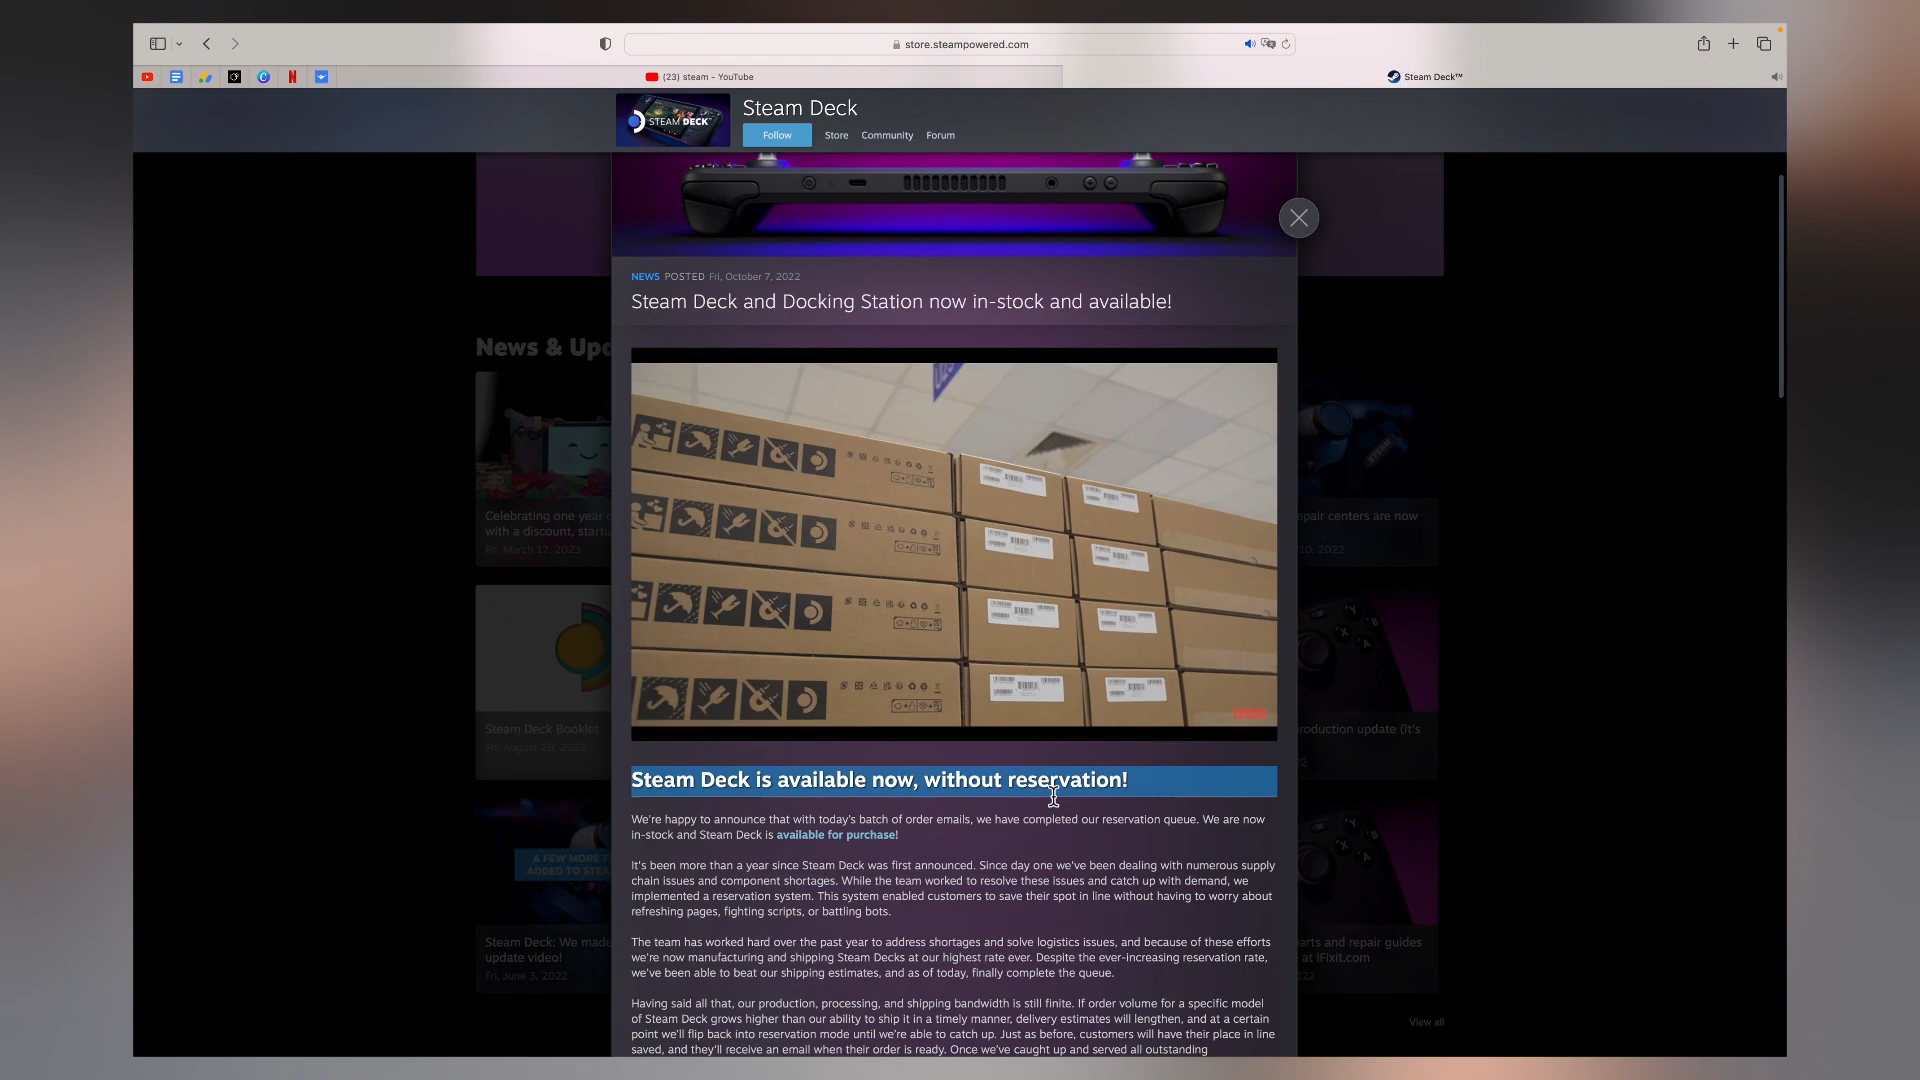 store.steampowered.com
(23) steam - YouTube
Steam Deck™
STEAM DECK
Steam Deck
Follow
Store
Community
Forum
NEWS POSTED Fri, October 7, 2022
Steam Deck and Docking Station now in-stock and available!
News & Upd
Celebrating one year
with a discount, startu
Fri, March 17, 2023
epair centers are now
10, 2022
Steam Deck Booklet
Fri, August 26, 2022
roduction update (it's
A FEW MORE T
ADDED TO STEA
Steam Deck: We made
update video!
Fri, June 3, 2022
arts and repair guides
at iFixit.com
View all
Steam Deck is available now, without reservation!
We're happy to announce that with today's batch of order emails, we have completed our reservation queue. We are now
in-stock and Steam Deck is available for purchase!
It's been more than a year since Steam Deck was first announced. Since day one we've been dealing with numerous supply
chain issues and component shortages. While the team worked to resolve these issues and catch up with demand, we
implemented a reservation system. This system enabled customers to save their spot in line without having to worry about
refreshing pages, fighting scripts, or battling bots.
The team has worked hard over the past year to address shortages and solve logistics issues, and because of these efforts
we're now manufacturing and shipping Steam Decks at our highest rate ever. Despite the ever-increasing reservation rate,
we've been able to beat our shipping estimates, and as of today, finally complete the queue.
Having said all that, our production, processing, and shipping bandwidth is still finite. If order volume for a specific model
of Steam Deck grows higher than our ability to ship it in a timely manner, delivery estimates will lengthen, and at a certain
point we'll flip back into reservation mode until we're able to catch up. Just as before, customers will have their place in line
saved, and they'll receive an email when their order is ready. Once we've caught up and served all outstanding